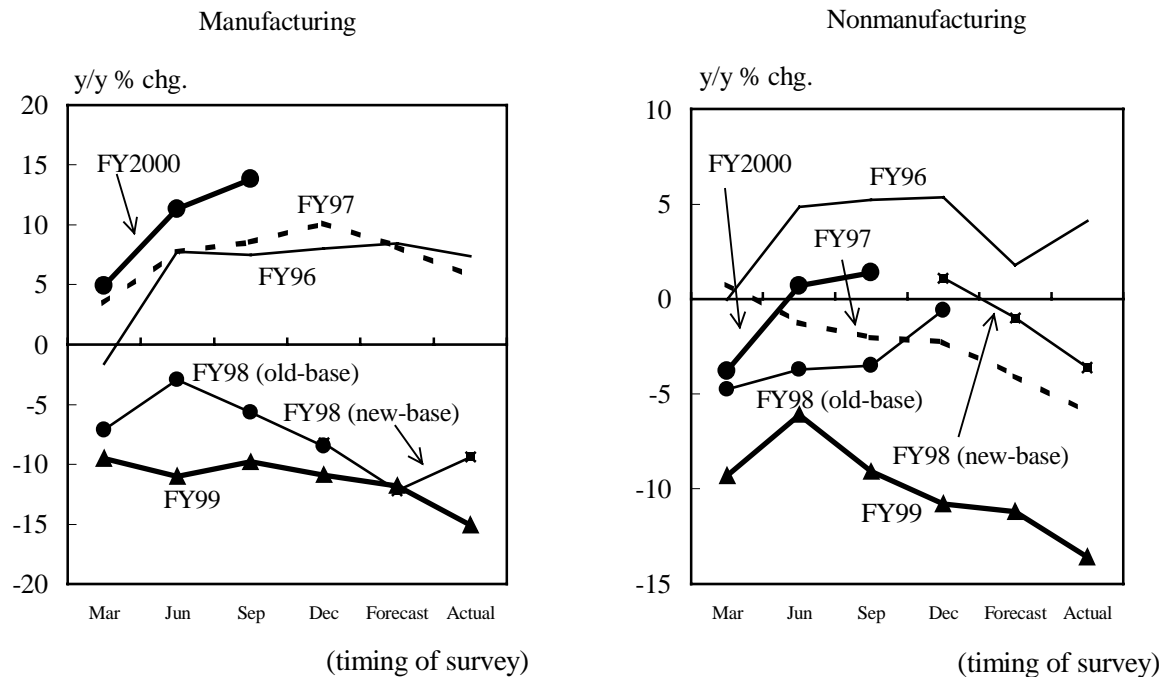 Manufacturing
y/y % chg.
20
15
10
5
0
-5
-10
-15
-20
FY2000
FY97
FY96
FY98 (old-base)
FY98 (new-base)
FY99
Mar Jun Sep Dec Forecast Actual
(timing of survey)
Nonmanufacturing
y/y % chg.
10
5
0
-5
-10
-15
FY2000
FY96
FY97
FY98 (old-base)
FY98 (new-base)
FY99
Mar Jun Sep Dec Forecast Actual
(timing of survey)